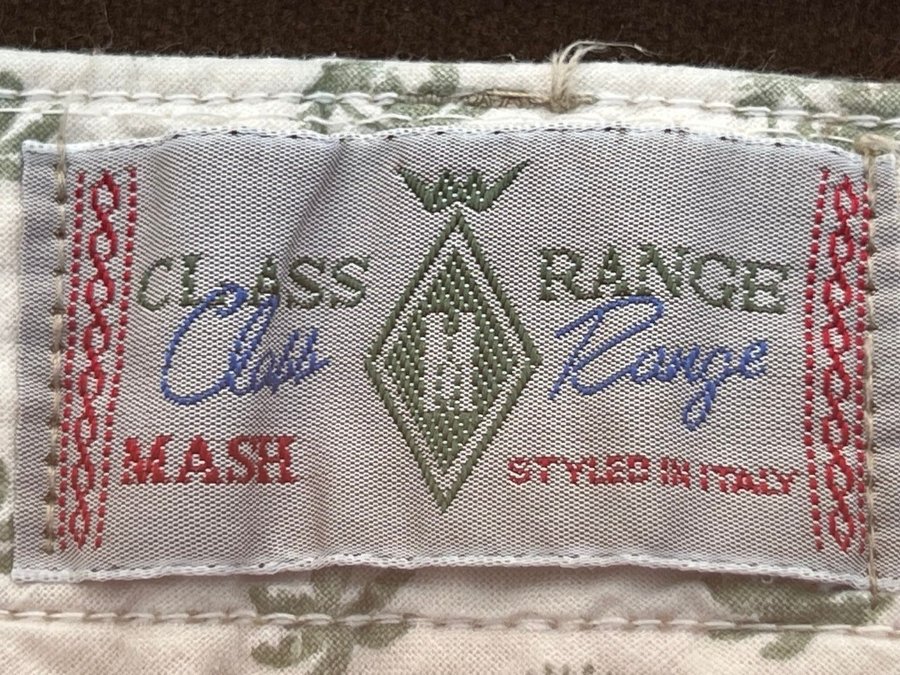 CLASS RANGE
Class Range
MASH STYLED IN ITALY